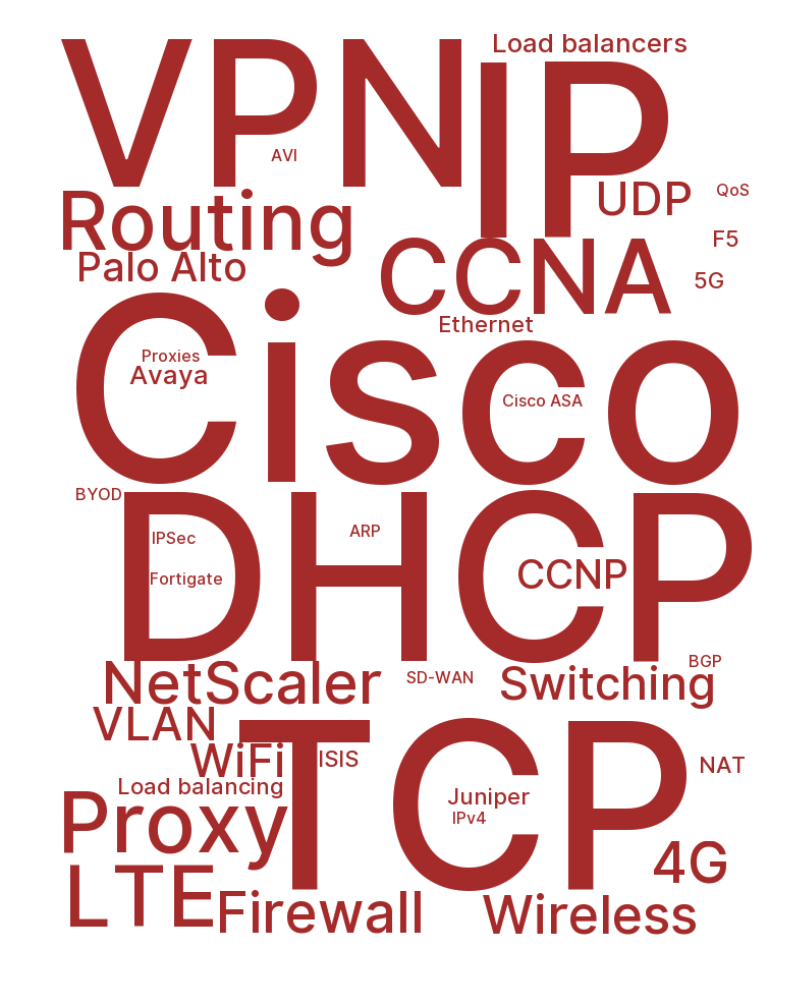 Load balancers
VPN
IP
AVI
UDP
QoS
Routing
F5
Palo Alto
CCNA
5G
Ethernet
Cisco
Proxies
Avaya
Cisco ASA
BYOD
DHCP
IPSec
ARP
Fortigate
CCNP
NetScaler
SD-WAN
Switching
BGP
VLAN
TCP
WiFi
ISIS
NAT
Load balancing
Juniper
IPv4
Proxy
4G
LTE
Firewall
Wireless